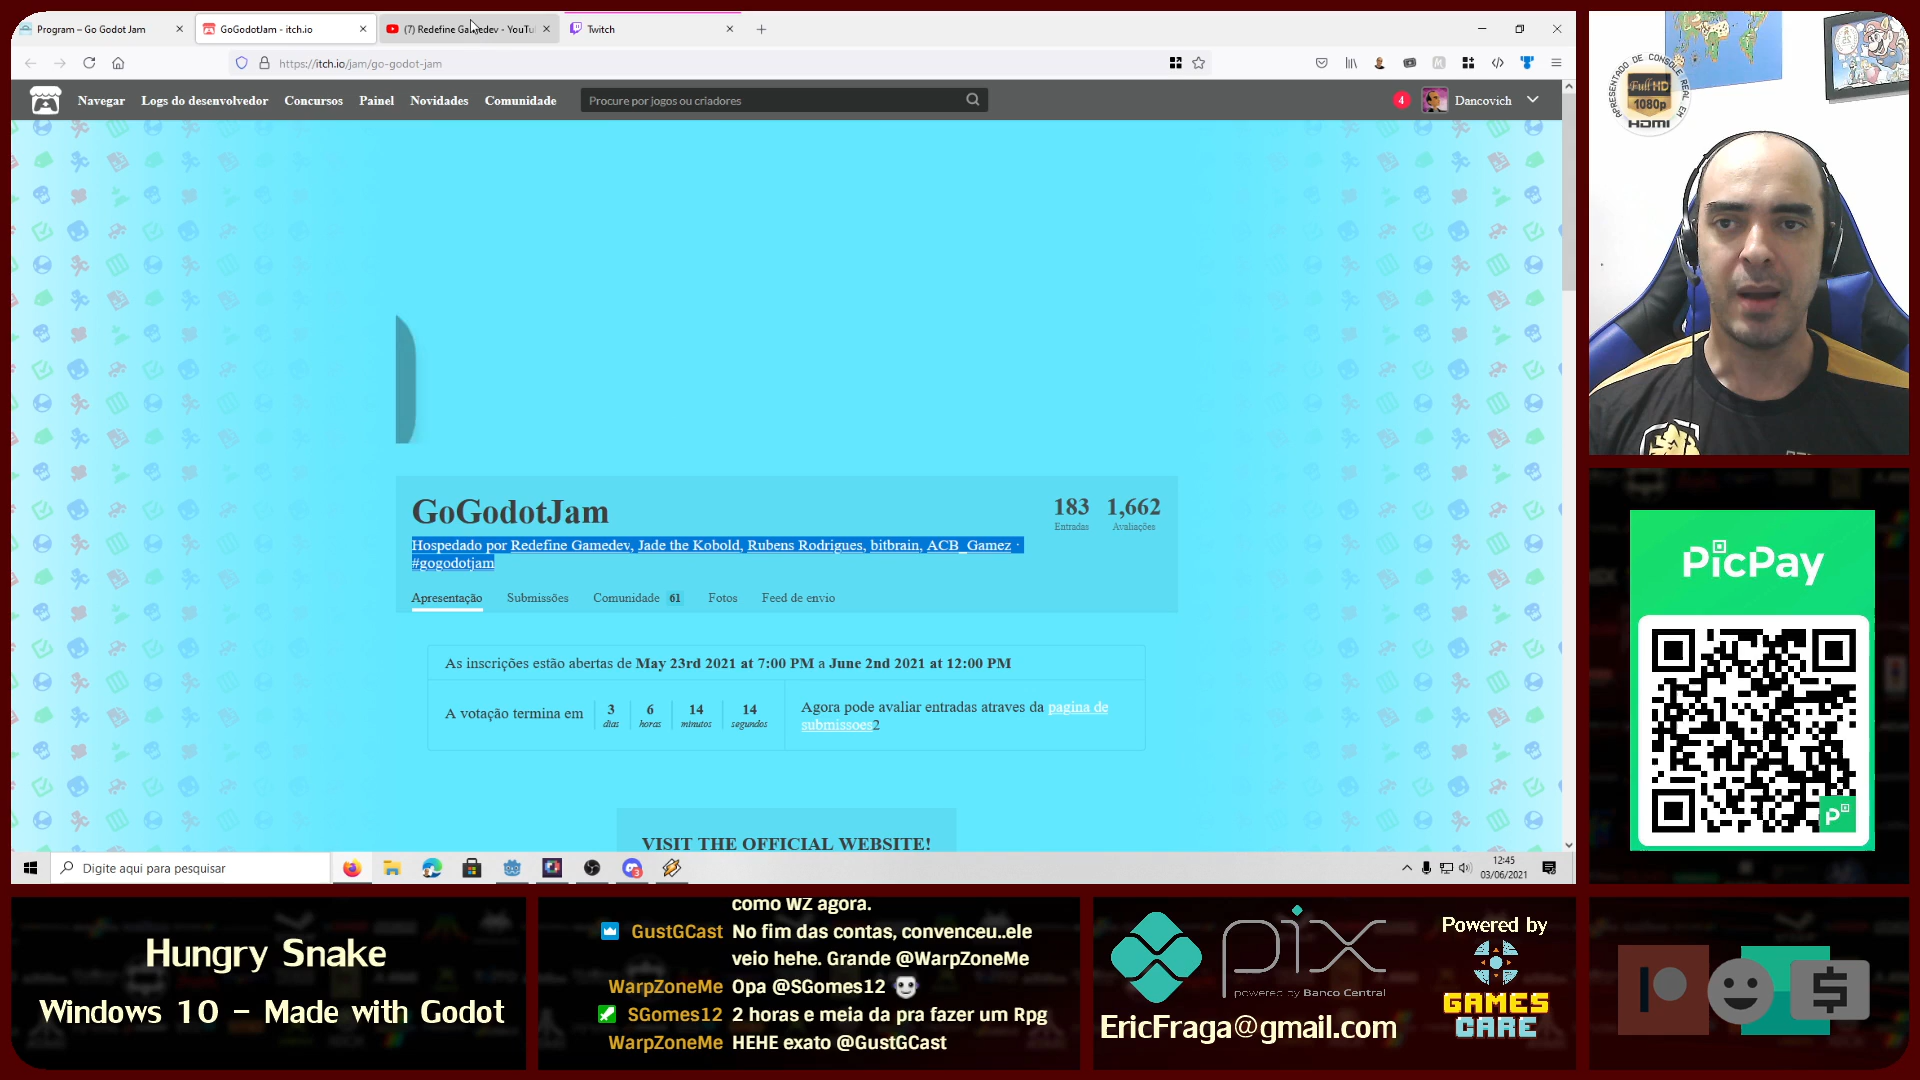 Program – Go Godot Jam
GoGodotJam - itch.io
(7) Redefine Gamedev - YouTu
Twitch
https://itch.io/jam/go-godot-jam
Navegar
Logs do desenvolvedor
Concursos
Painel
Novidades
Comunidade
Procure por jogos ou criadores
4
Dancovich
GoGodotJam
183
Entradas
1,662
Avaliações
Hospedado por Redefine Gamedev, Jade the Kobold, Rubens Rodrigues, bitbrain, ACB_Gamez ·
#gogodotjam
Apresentação
Submissões
Comunidade 61
Fotos
Feed de envio
As inscrições estão abertas de May 23rd 2021 at 7:00 PM a June 2nd 2021 at 12:00 PM
A votação termina em
3
dias
6
horas
14
minutos
14
segundos
Agora pode avaliar entradas atraves da pagina de
submissoes2
VISIT THE OFFICIAL WEBSITE!
Digite aqui para pesquisar
3
12:45
03/06/2021
APRESENTADO DE CONSOLE REAL EM
Full HD
1080p
HDMI
PicPay
Hungry Snake
Windows 10 - Made with Godot
como WZ agora.
GustGCast No fim das contas, convenceu..ele
veio hehe. Grande @WarpZoneMe
WarpZoneMe Opa @SGomes12
SGomes12 2 horas e meia da pra fazer um Rpg
WarpZoneMe HEHE exato @GustGCast
pix
powered by Banco Central
EricFraga@gmail.com
Powered by
GAMES
CARE